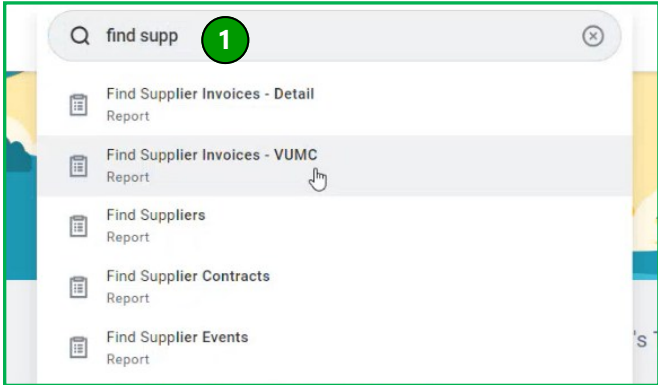 find supp
1
Find Supplier Invoices - Detail
Report
Find Supplier Invoices - VUMC
Report
Find Suppliers
Report
Find Supplier Contracts
Report
Find Supplier Events
Report
's